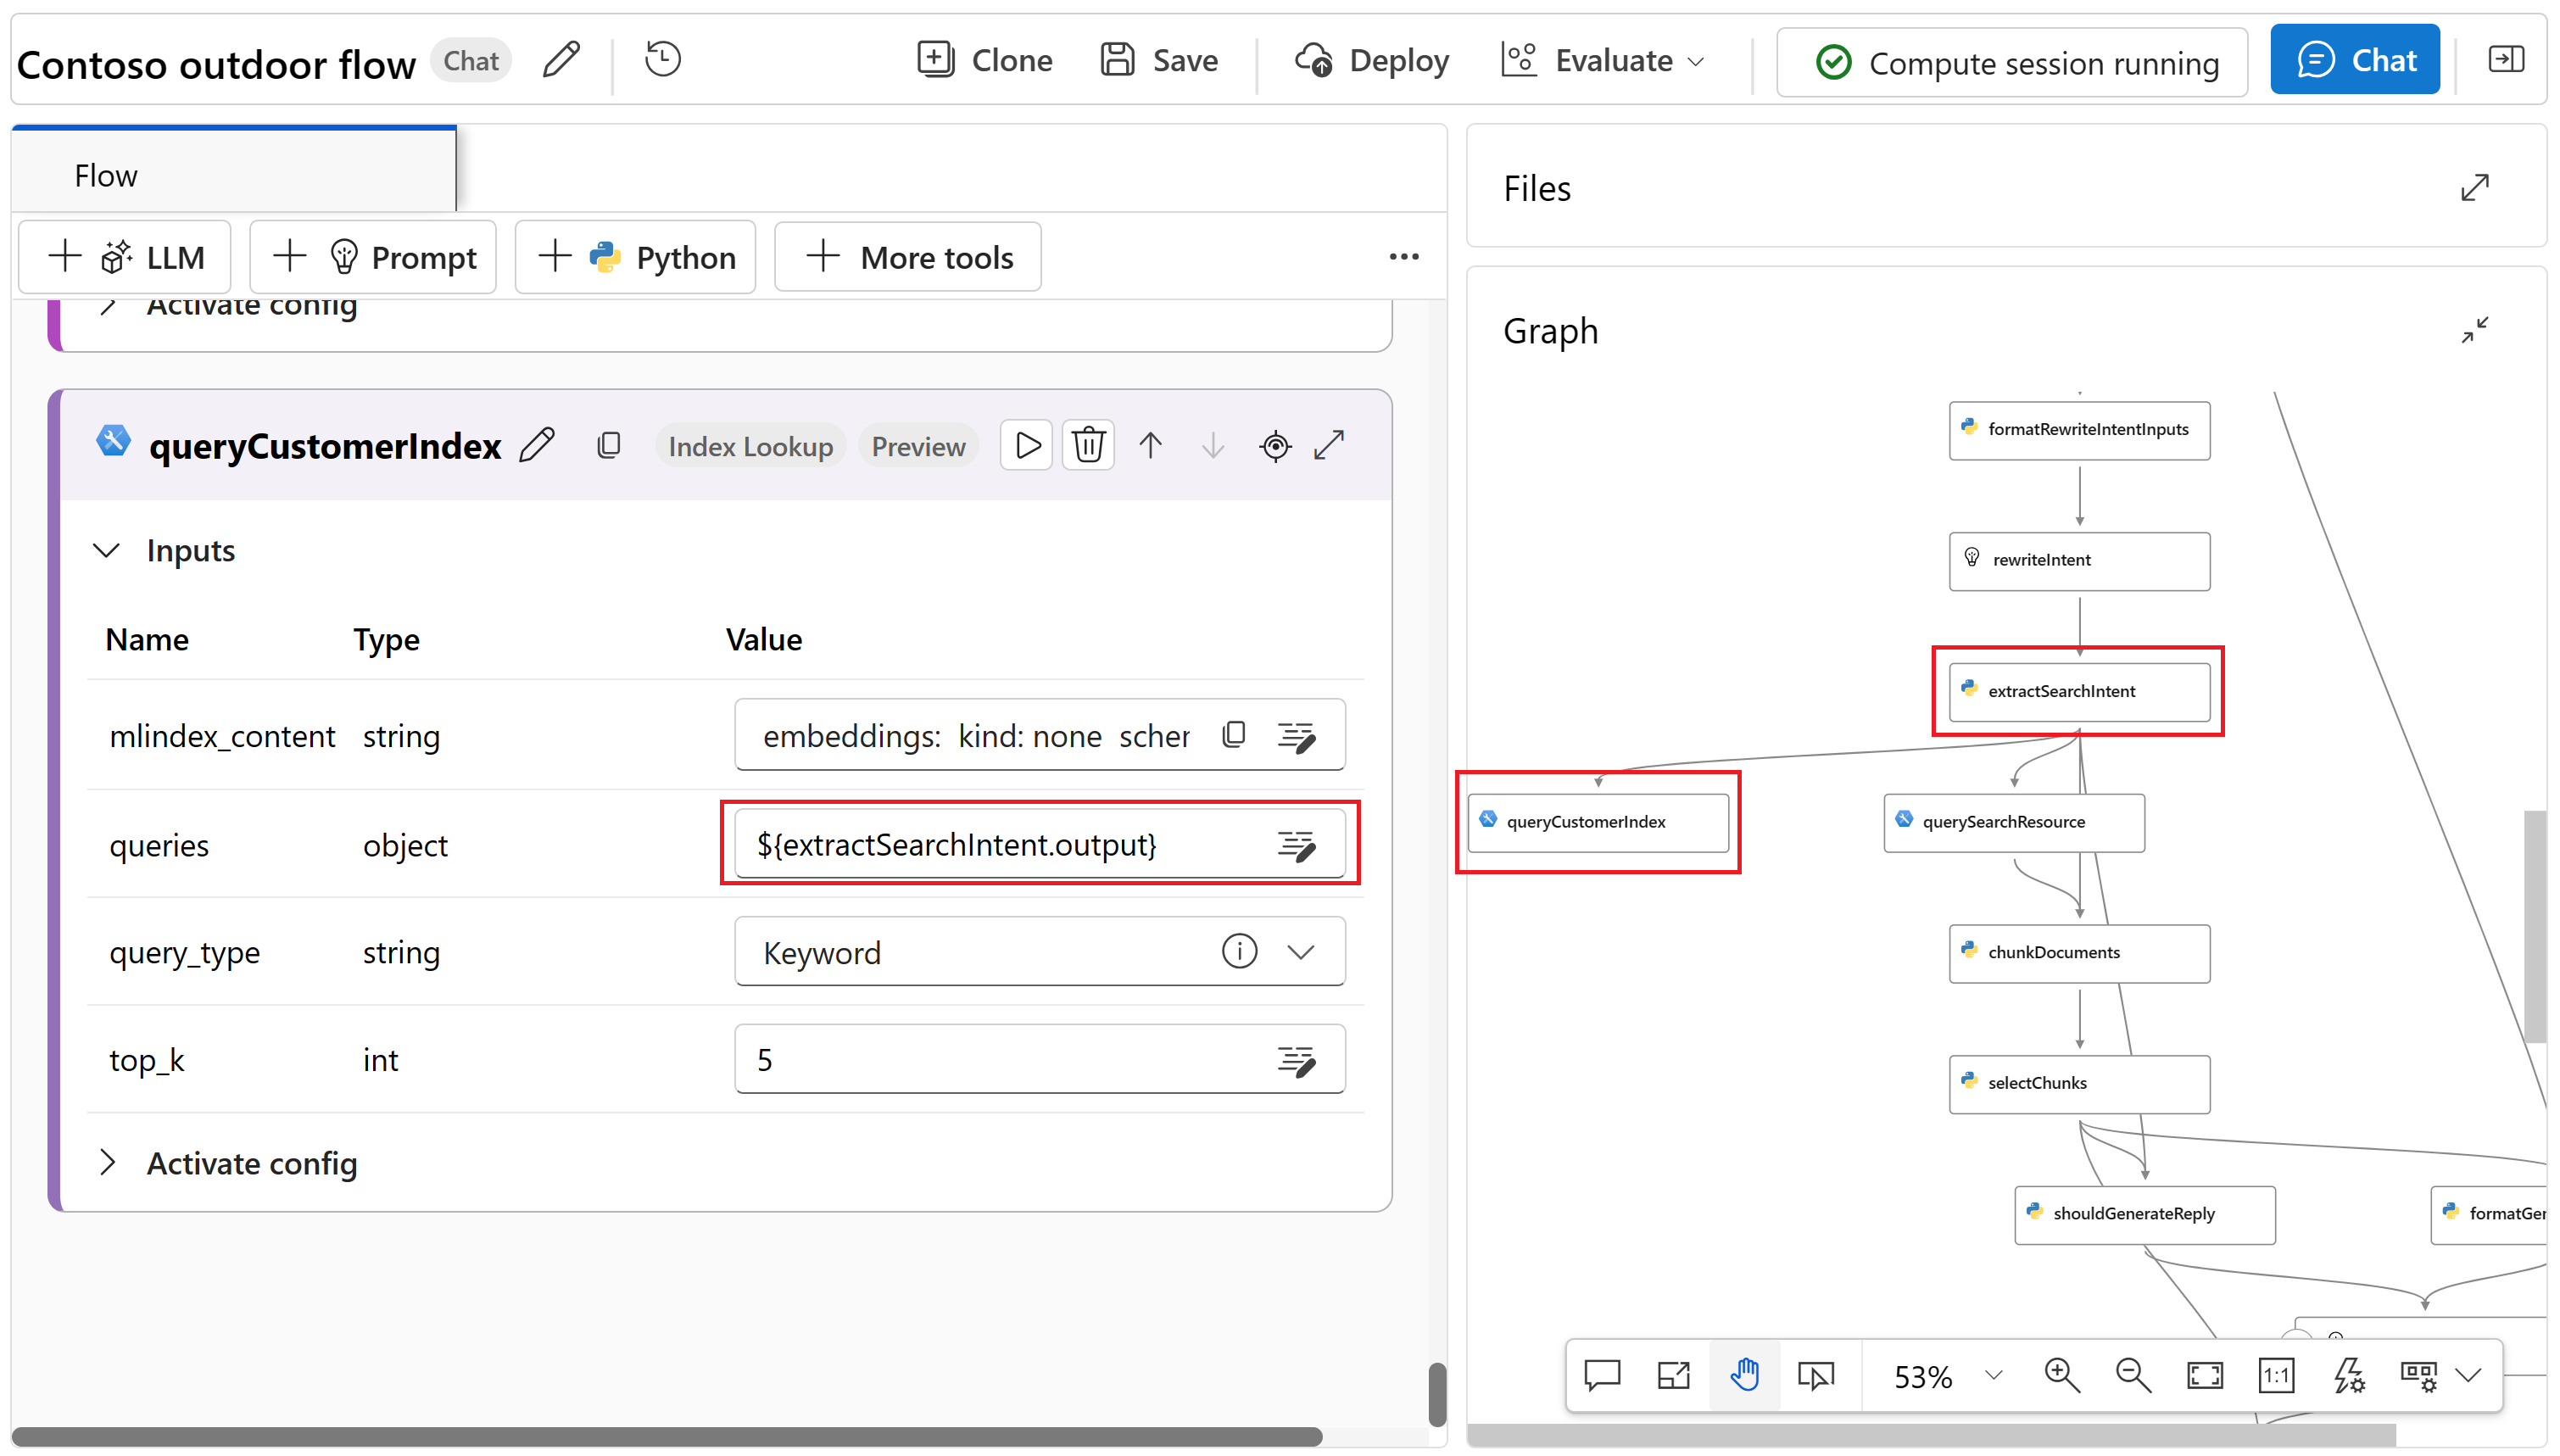 Contoso outdoor flow Chat Clone Save Deploy Evaluate Compute session running Chat
Flow
LLM Prompt Python More tools
Activate config
queryCustomerIndex Index Lookup Preview
Inputs
Name Type Value
mlindex_content string embeddings: kind: none
queries object ${extractSearchIntent.output}
query_type string Keyword
top_k int 5
Activate config
Files
Graph
formatRewriteIntentInputs
rewriteIntent
extractSearchIntent
queryCustomerIndex querySearchResource
chunkDocuments
selectChunks
shouldGenerateReply
53% 1:1